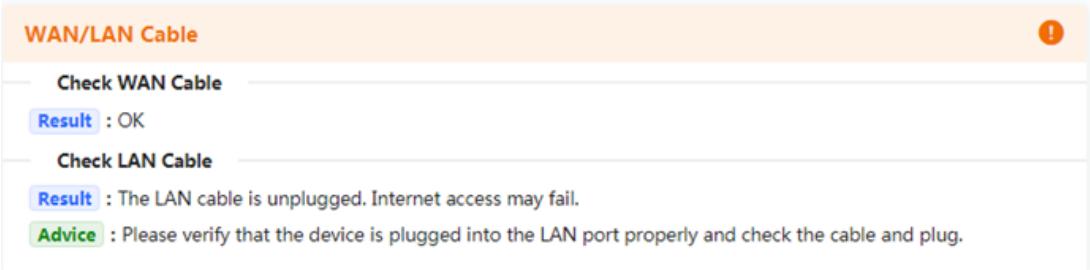 WAN/LAN Cable
Check WAN Cable
Result : OK
Check LAN Cable
Result : The LAN cable is unplugged. Internet access may fail.
Advice : Please verify that the device is plugged into the LAN port properly and check the cable and plug.